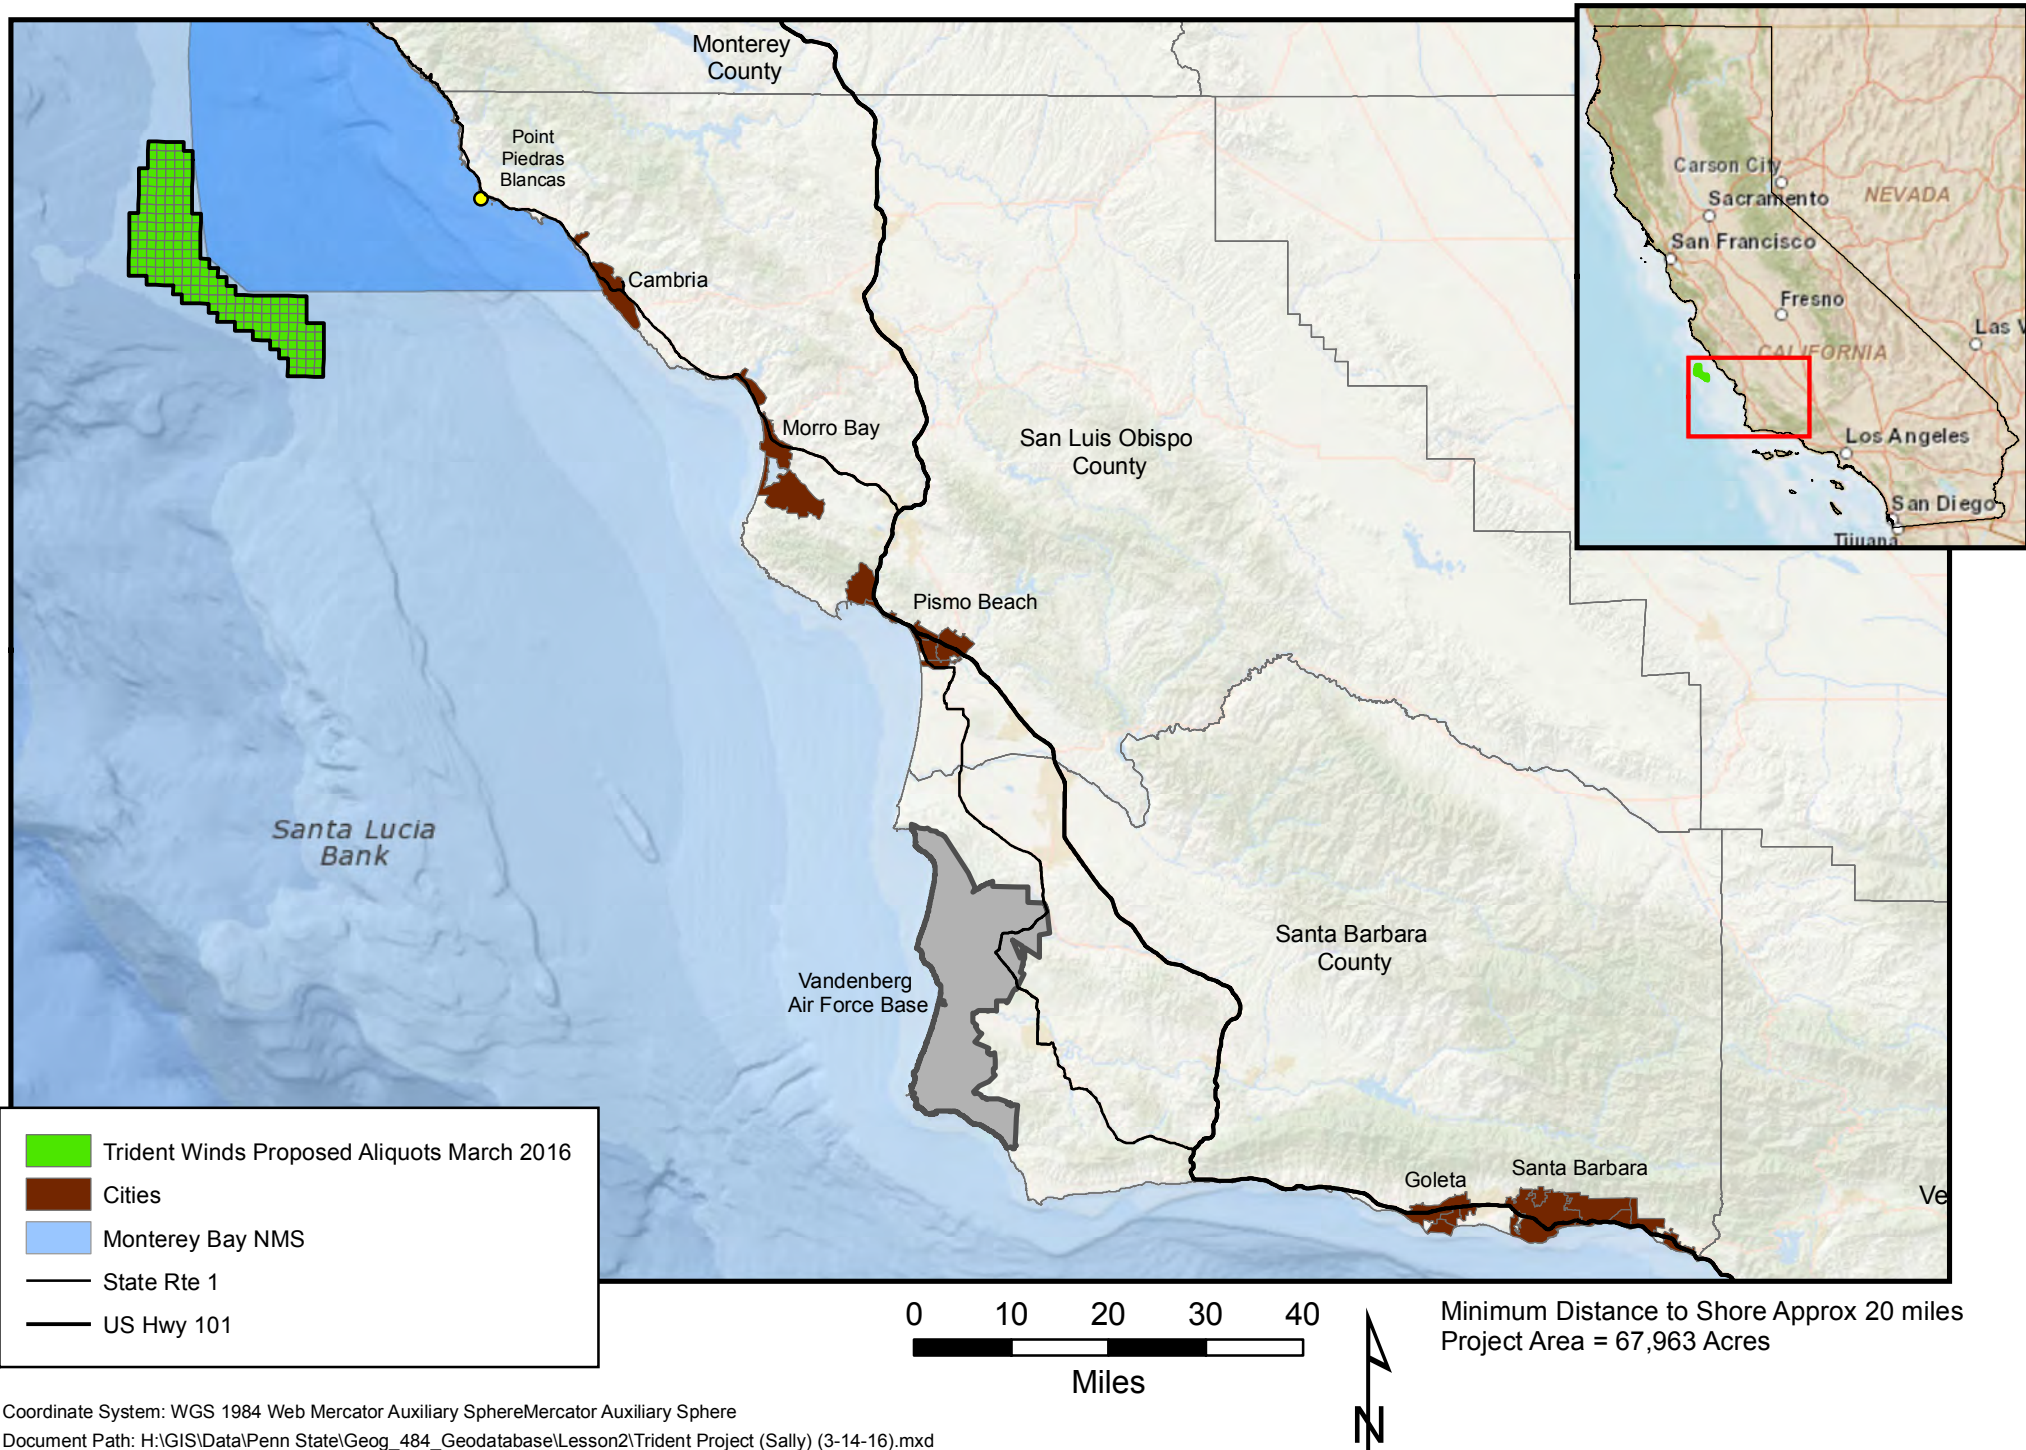 Monterey
County
Point
Piedras
Blancas
Cambria
Morro Bay
San Luis Obispo
County
Pismo Beach
Santa Lucia
Bank
Vandenberg
Air Force Base
Santa Barbara
County
Goleta
Santa Barbara
Ve
Carson City
NEVADA
Sacramento
San Francisco
Fresno
Las V
CALIFORNIA
Los Angeles
San Diego
Tijuana
Trident Winds Proposed Aliquots March 2016
Cities
Monterey Bay NMS
State Rte 1
US Hwy 101
0 10 20 30 40
Miles
N
Minimum Distance to Shore Approx 20 miles
Project Area = 67,963 Acres
Coordinate System: WGS 1984 Web Mercator Auxiliary SphereMercator Auxiliary Sphere
Document Path: H:\GIS\Data\Penn State\Geog_484_Geodatabase\Lesson2\Trident Project (Sally) (3-14-16).mxd